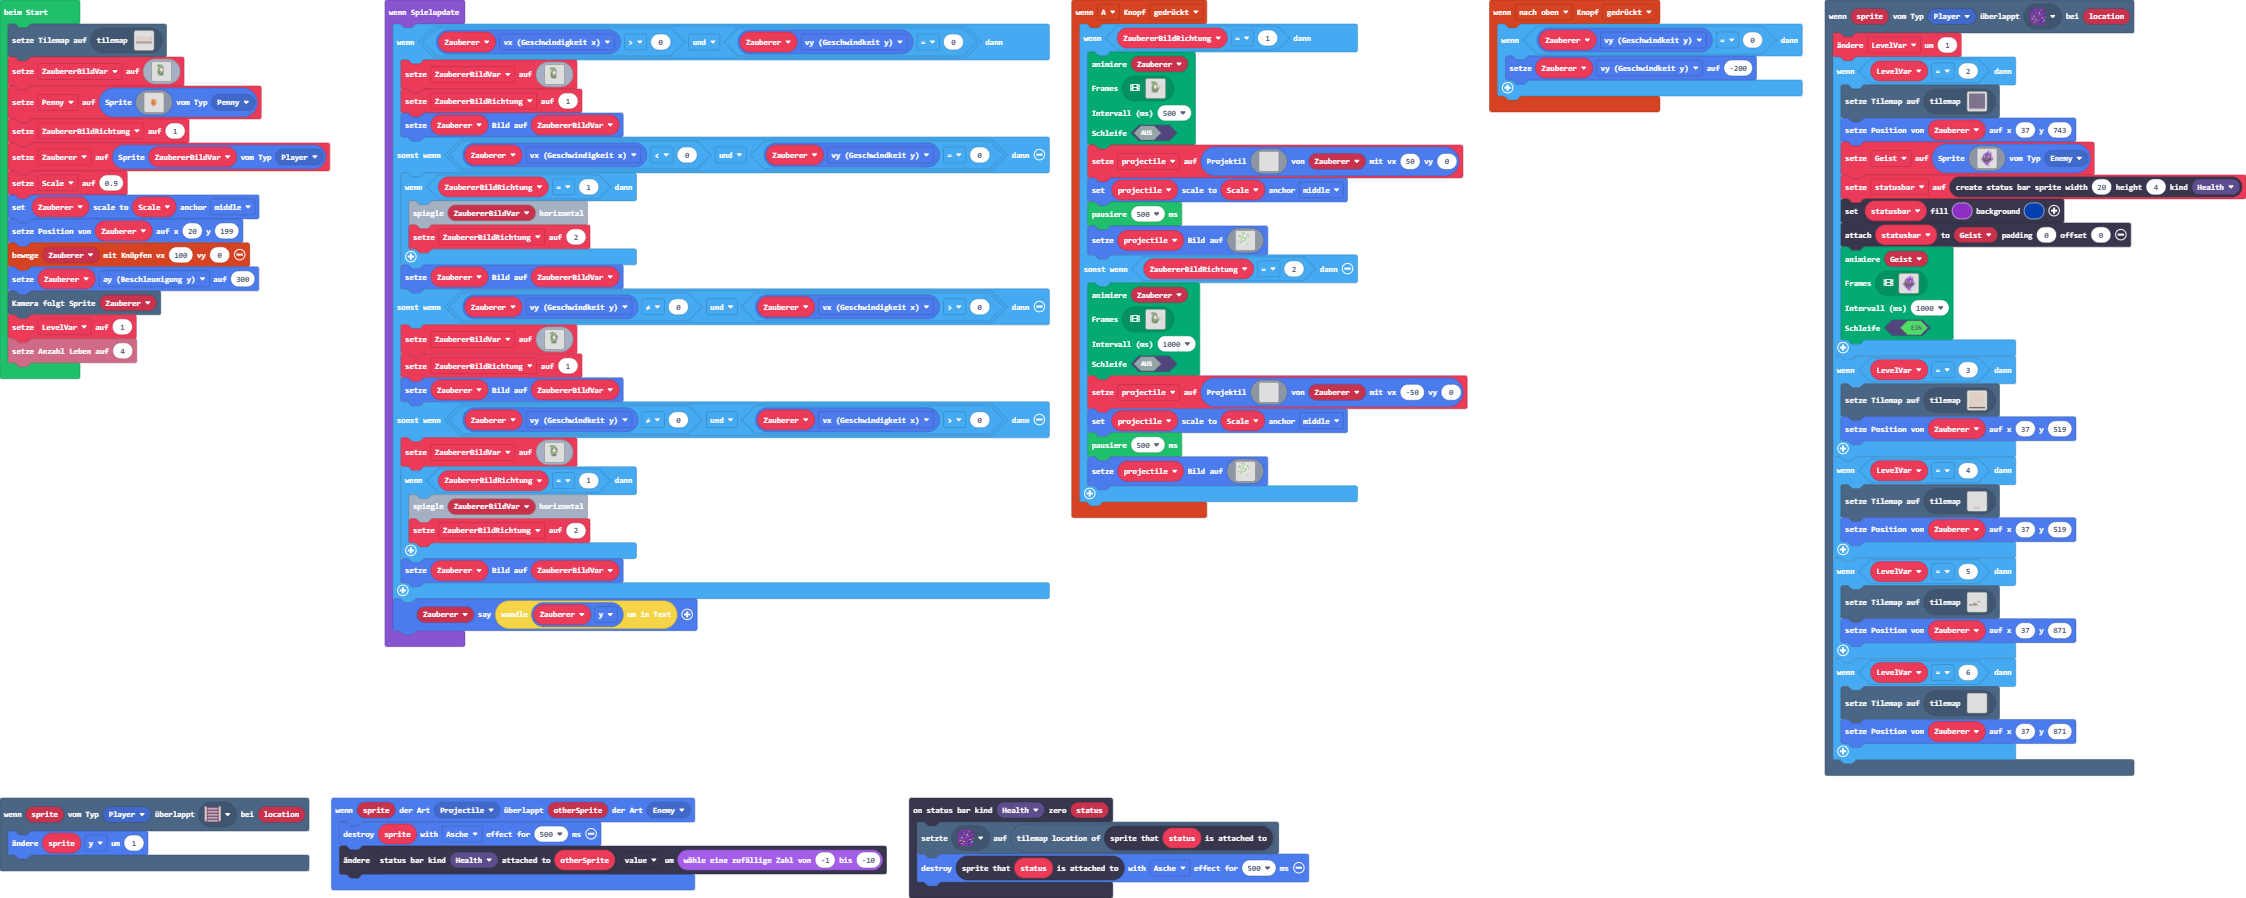 beim Start
setze Tilemap auf tilemap
setze ZaubererBildVar auf
setze Penny auf Sprite vom Typ Penny
setze ZaubererBildRichtung auf 1
setze Zauberer auf Sprite ZaubererBildVar vom Typ Player
setze Scale auf 0.9
set Zauberer scale to Scale anchor middle
setze Position von Zauberer auf x 20 y 199
bewege Zauberer mit Knöpfen vx 100 vy 0
setze Zauberer ay (Beschleunigung y) auf 300
Kamera folgt Sprite Zauberer
setze LevelVar auf 1
setze Anzahl Leben auf 4
wenn Spielupdate
wenn Zauberer vx (Geschwindigkeit x) > 0 und Zauberer vy (Geschwindkeit y) = 0 dann
setze ZaubererBildVar auf
setze ZaubererBildRichtung auf 1
setze Zauberer Bild auf ZaubererBildVar
sonst wenn Zauberer vx (Geschwindigkeit x) < 0 und Zauberer vy (Geschwindkeit y) = 0 dann
wenn ZaubererBildRichtung = 1 dann
spiegle ZaubererBildVar horizontal
setze ZaubererBildRichtung auf 2
setze Zauberer Bild auf ZaubererBildVar
sonst wenn Zauberer vy (Geschwindkeit y) ≠ 0 und Zauberer vx (Geschwindigkeit x) > 0 dann
setze ZaubererBildVar auf
setze ZaubererBildRichtung auf 1
setze Zauberer Bild auf ZaubererBildVar
sonst wenn Zauberer vy (Geschwindkeit y) ≠ 0 und Zauberer vx (Geschwindigkeit x) > 0 dann
setze ZaubererBildVar auf
wenn ZaubererBildRichtung = 1 dann
spiegle ZaubererBildVar horizontal
setze ZaubererBildRichtung auf 2
setze Zauberer Bild auf ZaubererBildVar
Zauberer say wandle Zauberer y um in Text
wenn A Knopf gedrückt
wenn ZaubererBildRichtung = 1 dann
animiere Zauberer
Frames
Intervall (ms) 500
Schleife AUS
setze projectile auf Projektil von Zauberer mit vx 50 vy 0
set projectile scale to Scale anchor middle
pausiere 500 ms
setze projectile Bild auf
sonst wenn ZaubererBildRichtung = 2 dann
animiere Zauberer
Frames
Intervall (ms) 1000
Schleife AUS
setze projectile auf Projektil von Zauberer mit vx -50 vy 0
set projectile scale to Scale anchor middle
pausiere 500 ms
setze projectile Bild auf
wenn nach oben Knopf gedrückt
wenn Zauberer vy (Geschwindkeit y) = 0 dann
setze Zauberer vy (Geschwindkeit y) auf -200
wenn sprite vom Typ Player überlappt bei location
ändere LevelVar um 1
wenn LevelVar = 2 dann
setze Tilemap auf tilemap
setze Position von Zauberer auf x 37 y 743
setze Geist auf Sprite vom Typ Enemy
setze statusbar auf create status bar sprite width 20 height 4 kind Health
set statusbar fill background
attach statusbar to Geist padding 0 offset 0
animiere Geist
Frames
Intervall (ms) 1000
Schleife EIN
wenn LevelVar = 3 dann
setze Tilemap auf tilemap
setze Position von Zauberer auf x 37 y 519
wenn LevelVar = 4 dann
setze Tilemap auf tilemap
setze Position von Zauberer auf x 37 y 519
wenn LevelVar = 5 dann
setze Tilemap auf tilemap
setze Position von Zauberer auf x 37 y 871
wenn LevelVar = 6 dann
setze Tilemap auf tilemap
setze Position von Zauberer auf x 37 y 871
wenn sprite vom Typ Player überlappt bei location
ändere sprite y um 1
wenn sprite der Art Projectile überlappt otherSprite der Art Enemy
destroy sprite with Asche effect for 500 ms
ändere status bar kind Health attached to otherSprite value um wähle eine zufällige Zahl von -1 bis -10
on status bar kind Health zero status
setzte auf tilemap location of sprite that status is attached to
destroy sprite that status is attached to with Asche effect for 500 ms